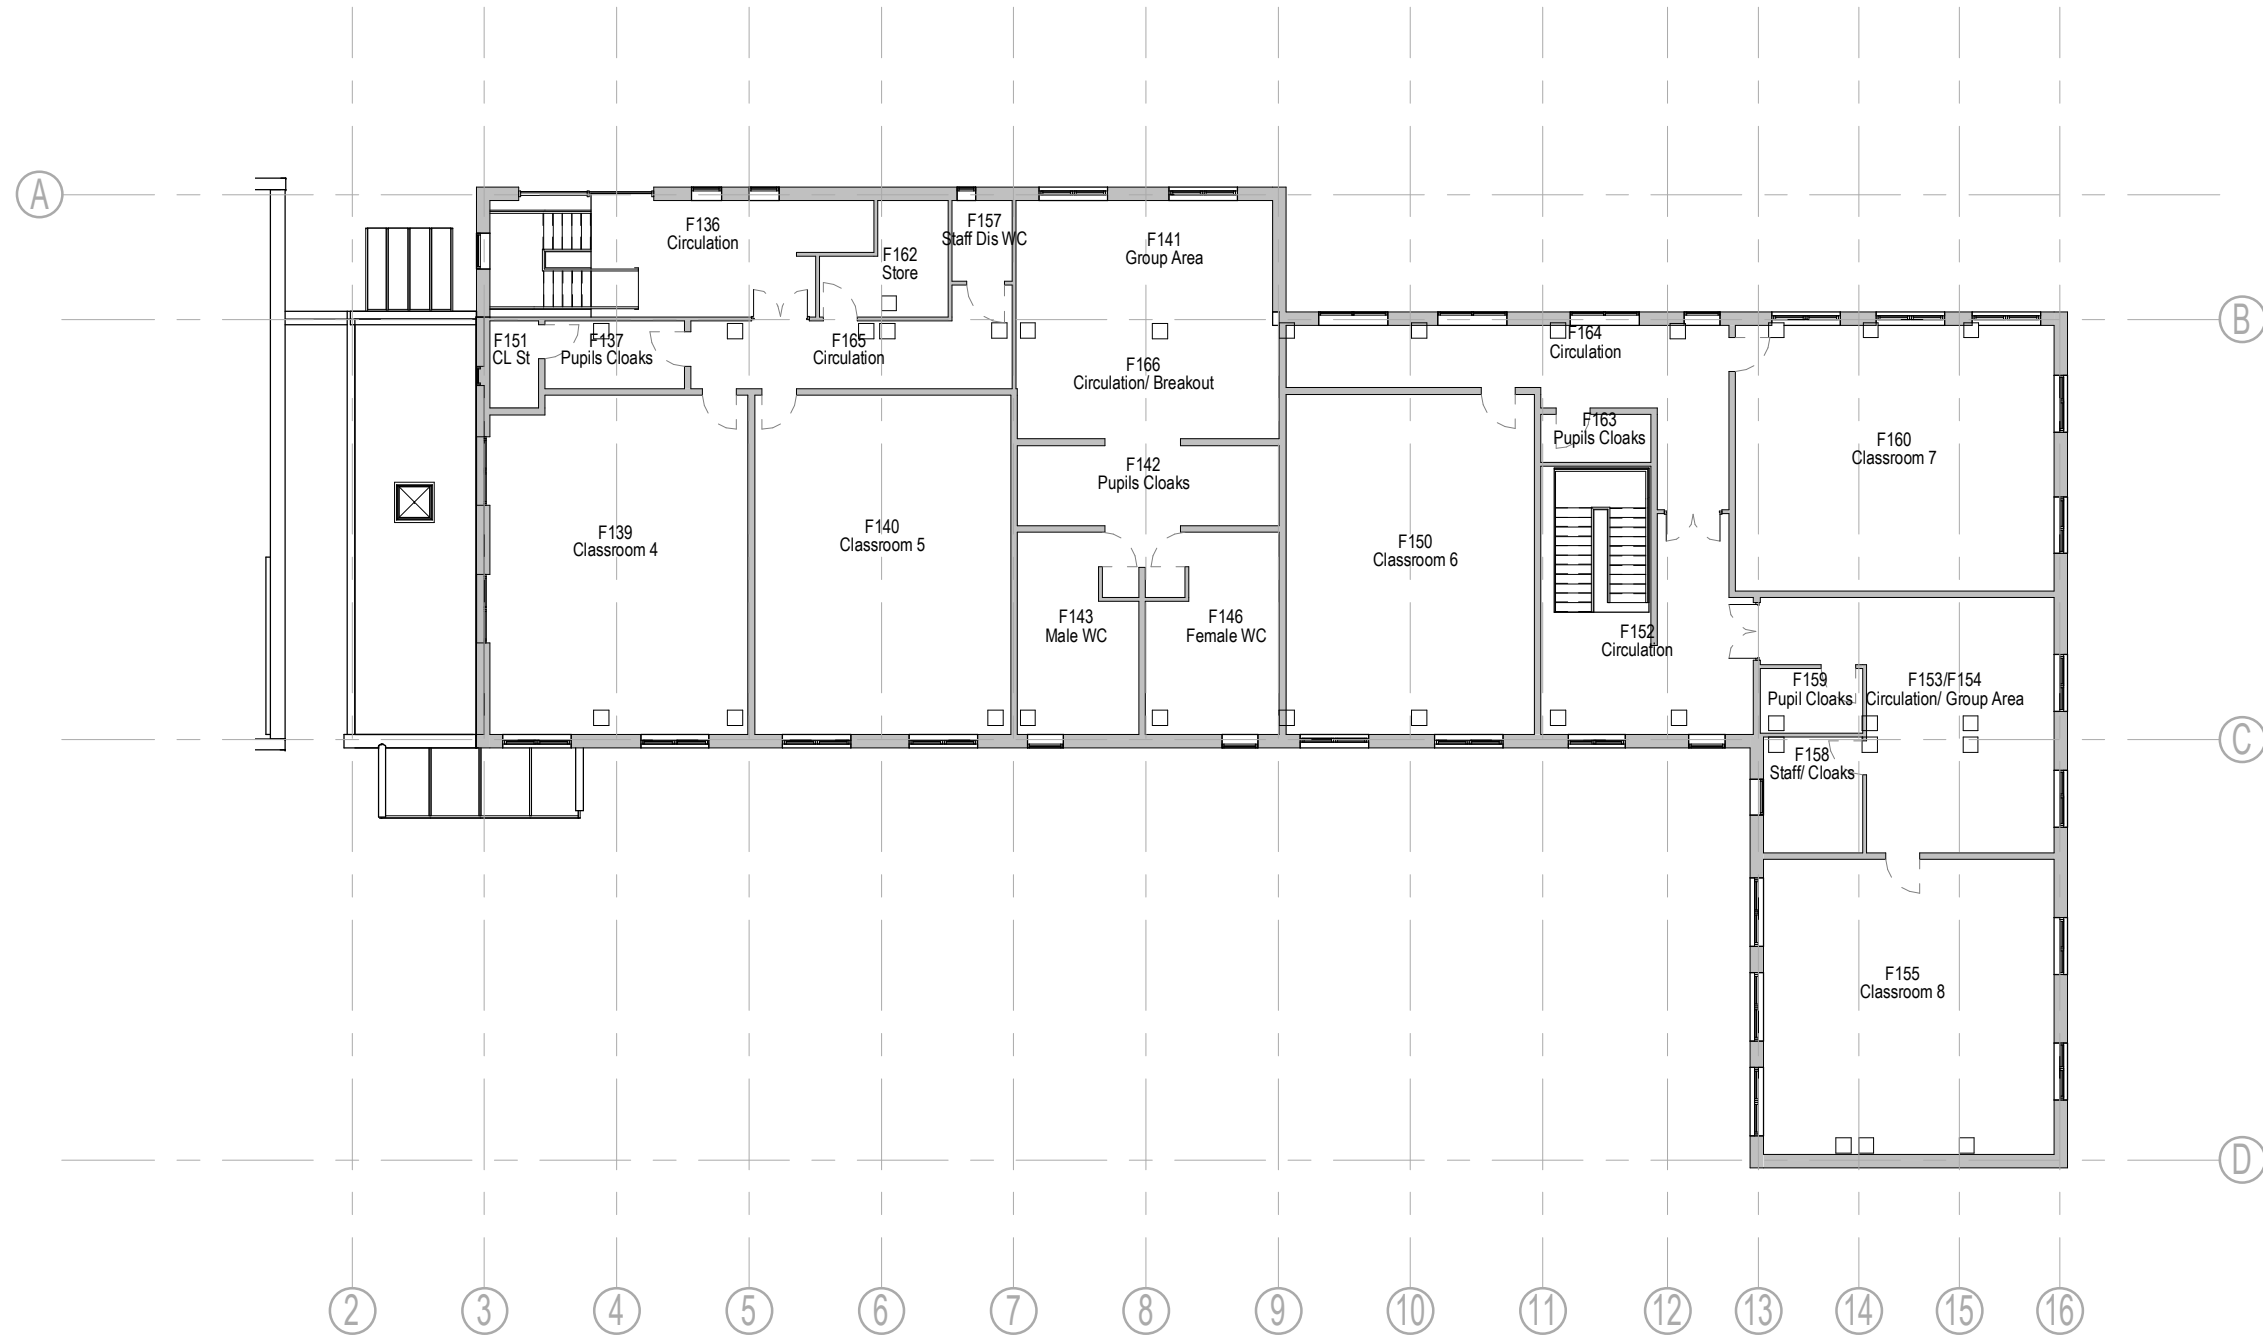 A
F136
Circulation
F162
Store
F157
Staff Dis WC
F141
Group Area
B
F151
CL St
F137
Pupils Cloaks
F165
Circulation
F166
Circulation/ Breakout
F164
Circulation
F163
Pupils Cloaks
F160
Classroom 7
F142
Pupils Cloaks
F139
Classroom 4
F140
Classroom 5
F150
Classroom 6
F143
Male WC
F146
Female WC
F152
Circulation
F159
Pupil Cloaks
F153/F154
Circulation/ Group Area
C
F158
Staff/ Cloaks
F155
Classroom 8
D
2
3
4
5
6
7
8
9
10
11
12
13
14
15
16